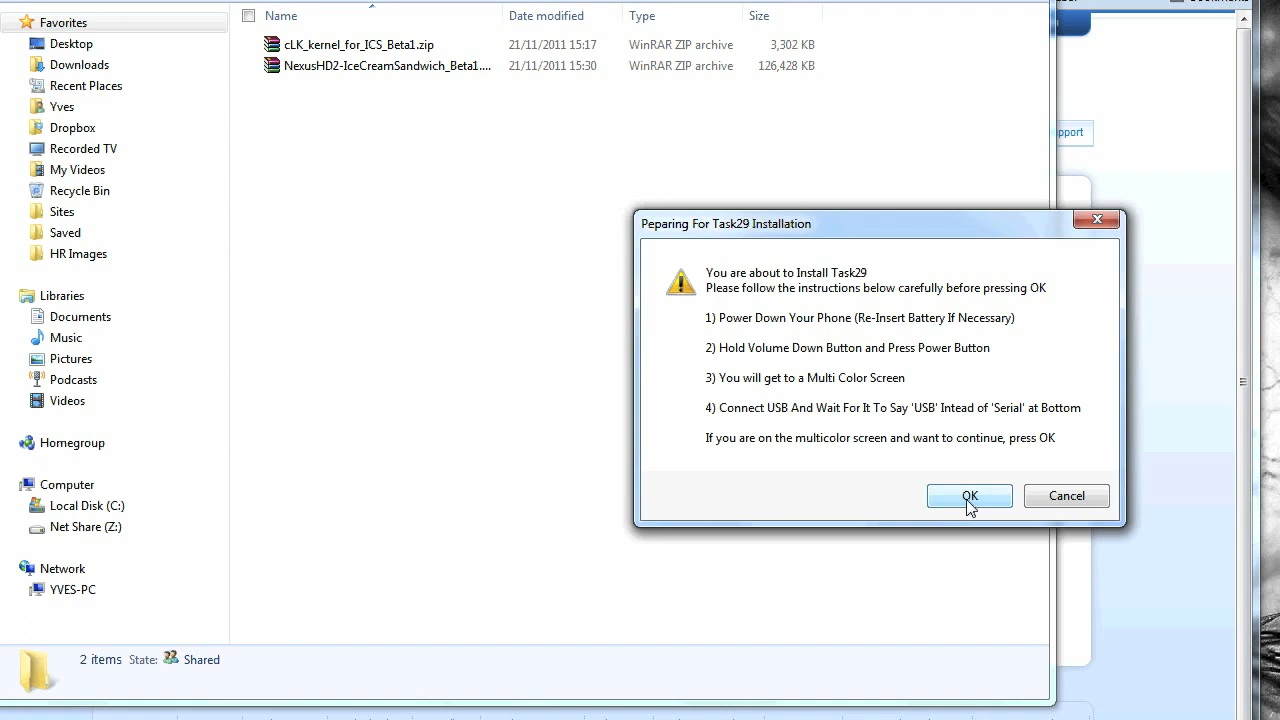 Favorites
Desktop
Downloads
Recent Places
Yves
Dropbox
Recorded TV
My Videos
Recycle Bin
Sites
Saved
HR Images
Libraries
Documents
Music
Pictures
Podcasts
Videos
Homegroup
Computer
Local Disk (C:)
Net Share (Z:)
Network
YVES-PC
Name Date modified Type Size
cLK_kernel_for_ICS_Beta1.zip 21/11/2011 15:17 WinRAR ZIP archive 3,302 KB
NexusHD2-IceCreamSandwich_Beta1.... 21/11/2011 15:30 WinRAR ZIP archive 126,428 KB
pport
Peparing For Task29 Installation
You are about to Install Task29
Please follow the instructions below carefully before pressing OK
1) Power Down Your Phone (Re-Insert Battery If Necessary)
2) Hold Volume Down Button and Press Power Button
3) You will get to a Multi Color Screen
4) Connect USB And Wait For It To Say 'USB' Intead of 'Serial' at Bottom
If you are on the multicolor screen and want to continue, press OK
OK Cancel
2 items State: Shared